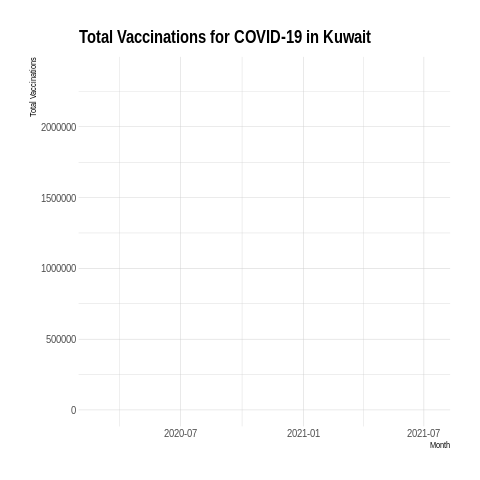 Total Vaccinations for COVID-19 in Kuwait
Total Vaccinations
2000000
1500000
1000000
500000
0
2020-07 2021-01 2021-07
Month